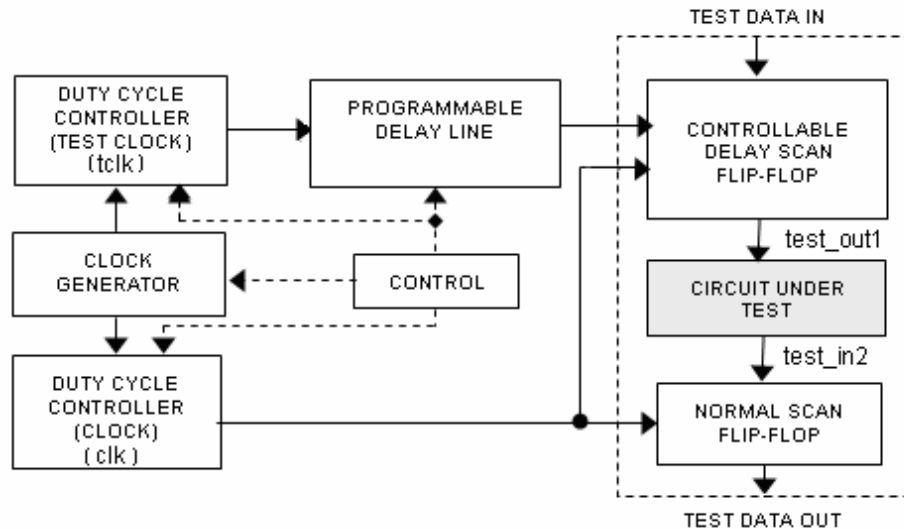 TEST DATA IN
DUTY CYCLE
CONTROLLER
(TEST CLOCK)
(tclk)
PROGRAMMABLE
DELAY LINE
CONTROLLABLE
DELAY SCAN
FLIP-FLOP
test_out1
CLOCK
GENERATOR
CONTROL
CIRCUIT UNDER
TEST
test_in2
DUTY CYCLE
CONTROLLER
(CLOCK)
(clk)
NORMAL SCAN
FLIP-FLOP
TEST DATA OUT